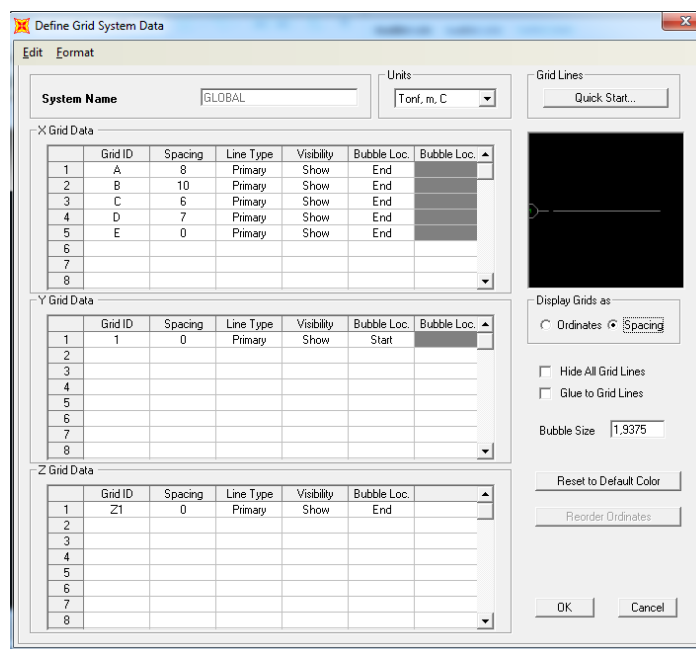 Define Grid System Data
Edit Format
System Name GLOBAL
Units
Tonf, m, C
Grid Lines
Quick Start...
X Grid Data
Grid ID Spacing Line Type Visibility Bubble Loc. Bubble Loc.
1 A 8 Primary Show End
2 B 10 Primary Show End
3 C 6 Primary Show End
4 D 7 Primary Show End
5 E 0 Primary Show End
6
7
8
Y Grid Data
Grid ID Spacing Line Type Visibility Bubble Loc. Bubble Loc.
1 1 0 Primary Show Start
2
3
4
5
6
7
8
Display Grids as
Ordinates Spacing
Hide All Grid Lines
Glue to Grid Lines
Bubble Size 1,9375
Z Grid Data
Grid ID Spacing Line Type Visibility Bubble Loc.
1 Z1 0 Primary Show End
2
3
4
5
6
7
8
Reset to Default Color
Reorder Ordinates
OK Cancel